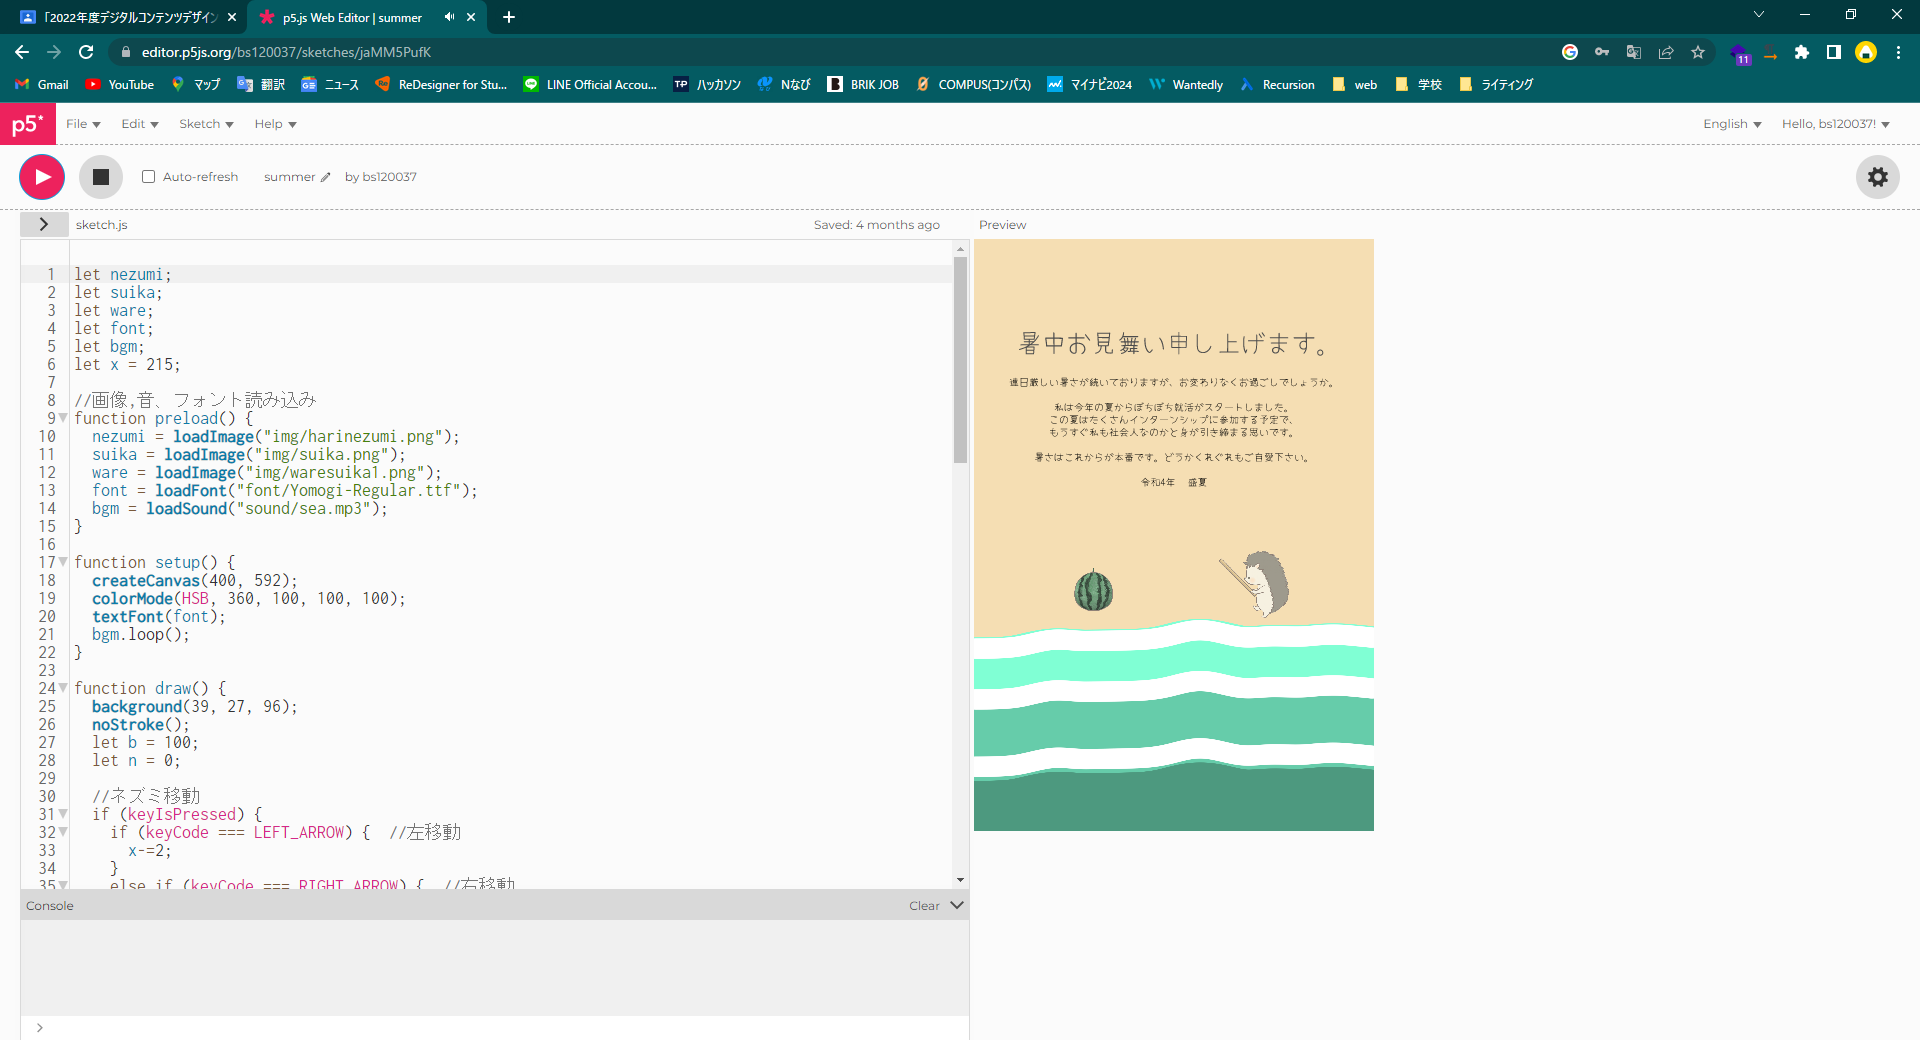 「2022年度デジタルコンテンツデザイン
p5.js Web Editor | summer
editor.p5js.org/bs120037/sketches/jaMM5PufK
11
Gmail
YouTube
マップ
翻訳
ニュース
ReDesigner for Stu...
LINE Official Accou...
ハッカソン
Nなび
BRIK JOB
COMPUS(コンパス)
マイナビ2024
Wantedly
Recursion
web
学校
ライティング
p5*
File
Edit
Sketch
Help
English
Hello, bs120037!
Auto-refresh
summer
by bs120037
sketch.js
Saved: 4 months ago
Preview
1 let nezumi;
2 let suika;
3 let ware;
4 let font;
5 let bgm;
6 let x = 215;
7
8 //画像,音、フォント読み込み
9 function preload() {
10 nezumi = loadImage("img/harinezumi.png");
11 suika = loadImage("img/suika.png");
12 ware = loadImage("img/waresuika1.png");
13 font = loadFont("font/Yomogi-Regular.ttf");
14 bgm = loadSound("sound/sea.mp3");
15 }
16
17 function setup() {
18 createCanvas(400, 592);
19 colorMode(HSB, 360, 100, 100, 100);
20 textFont(font);
21 bgm.loop();
22 }
23
24 function draw() {
25 background(39, 27, 96);
26 noStroke();
27 let b = 100;
28 let n = 0;
29
30 //ネズミ移動
31 if (keyIsPressed) {
32 if (keyCode === LEFT_ARROW) { //左移動
33 x-=2;
34 }
35 else if (keyCode === RIGHT_ARROW) { //右移動
暑中お見舞い申し上げます。
連日厳しい暑さが続いておりますが、お変わりなくお過ごしでしょうか。
私は今年の夏からぼちぼち就活がスタートしました。
この夏はたくさんインターンシップに参加する予定で、
もうすぐ私も社会人なのかと身が引き締まる思いです。
暑さはこれからが本番です。どうかくれぐれもご自愛下さい。
令和4年 盛夏
Console
Clear
>